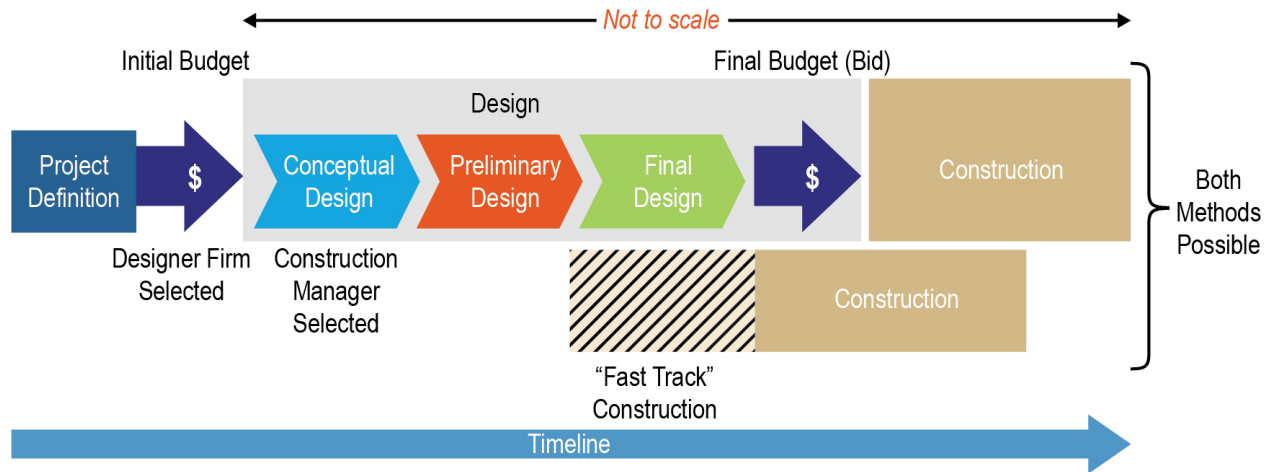 Not to scale
Initial Budget
Final Budget (Bid)
Design
Project
Definition
$
Conceptual
Design
Preliminary
Design
Final
Design
$
Construction
Both
Methods
Possible
Designer Firm
Selected
Construction
Manager
Selected
Construction
“Fast Track”
Construction
Timeline